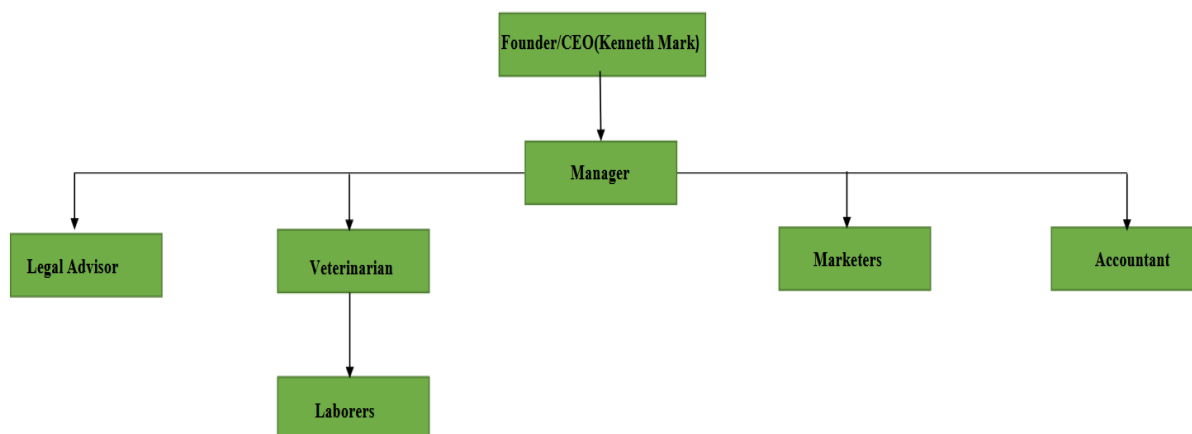 Founder/CEO(Kenneth Mark)
Manager
Legal Advisor
Veterinarian
Marketers
Accountant
Laborers